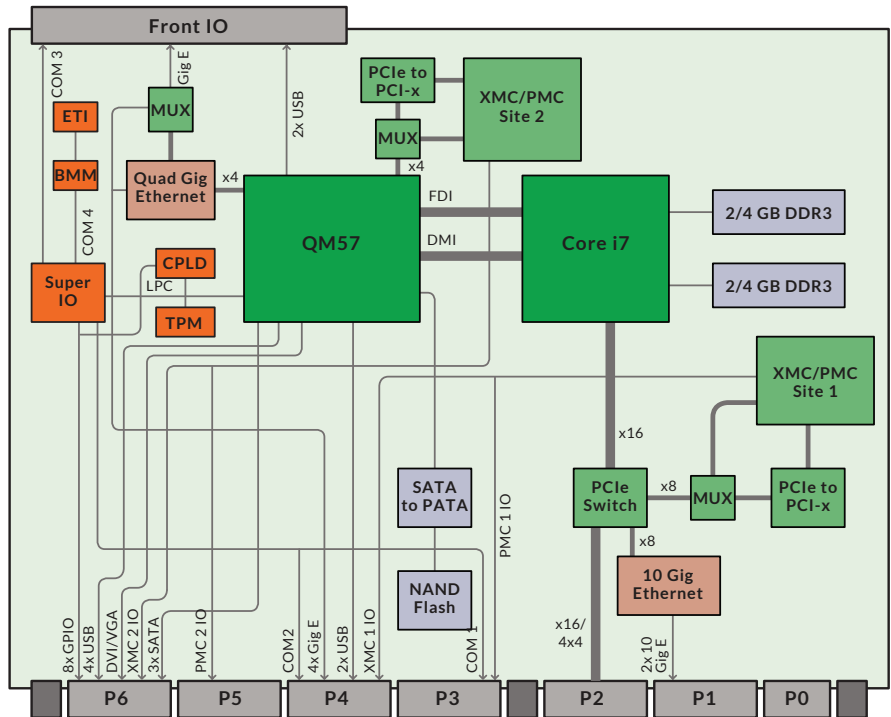 Front IO
COM 3
Gig E
2x USB
ETI
MUX
PCIe to
PCI-x
XMC/PMC
Site 2
MUX
x4
BMM
Quad Gig
Ethernet
x4
COM 4
QM57
FDI
DMI
Core i7
2/4 GB DDR3
2/4 GB DDR3
Super
IO
CPLD
LPC
TPM
XMC/PMC
Site 1
x16
SATA
to PATA
PMC 1 IO
PCIe
Switch
x8
MUX
PCIe to
PCI-x
x8
NAND
Flash
10 Gig
Ethernet
8x GPIO
4x USB
DVI/VGA
XMC 2 IO
3x SATA
PMC 2 IO
COM2
4x Gig E
2x USB
XMC 1 IO
COM 1
x16/
4x4
2x 10
Gig E
P6
P5
P4
P3
P2
P1
P0